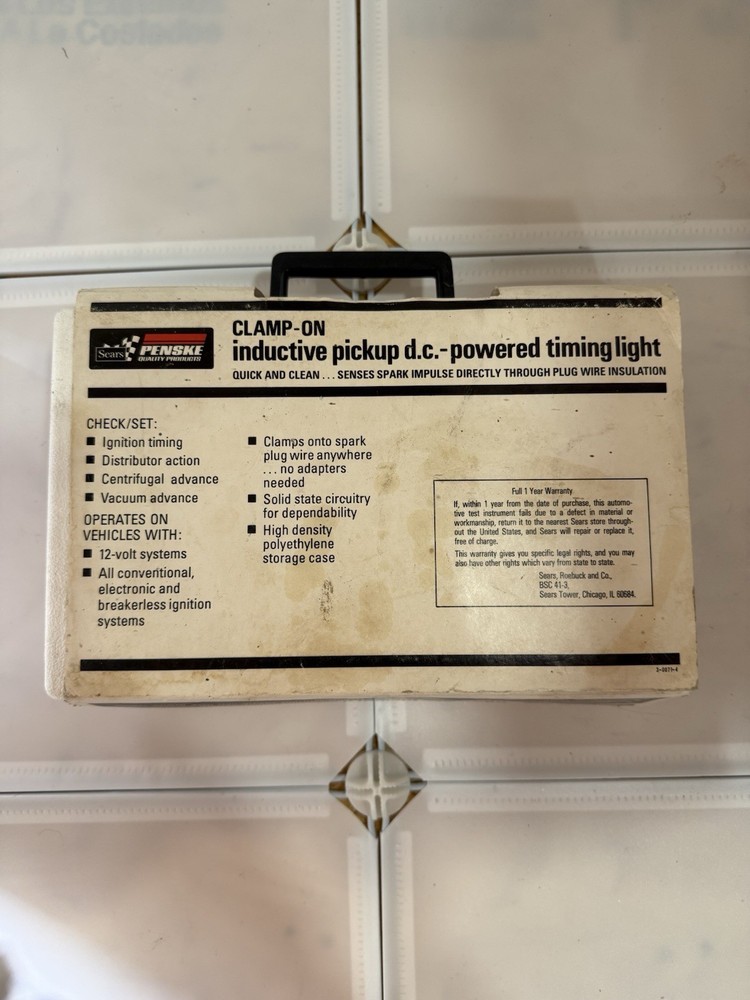 A La Costados
Sears PENSKE
QUALITY PRODUCTS
CLAMP-ON
inductive pickup d.c.-powered timing light
QUICK AND CLEAN ... SENSES SPARK IMPULSE DIRECTLY THROUGH PLUG WIRE INSULATION
CHECK/SET:
■ Ignition timing
■ Distributor action
■ Centrifugal advance
■ Vacuum advance
OPERATES ON
VEHICLES WITH:
■ 12-volt systems
■ All conventional,
electronic and
breakerless ignition
systems
■ Clamps onto spark
plug wire anywhere
... no adapters
needed
■ Solid state circuitry
for dependability
■ High density
polyethylene
storage case
Full 1 Year Warranty
If, within 1 year from the date of purchase, this automo-
tive test instrument fails due to a defect in material or
workmanship, return it to the nearest Sears store through-
out the United States, and Sears will repair or replace it,
free of charge.
This warranty gives you specific legal rights, and you may
also have other rights which vary from state to state.
Sears, Roebuck and Co.,
BSC 41-3,
Sears Tower, Chicago, IL 60684.